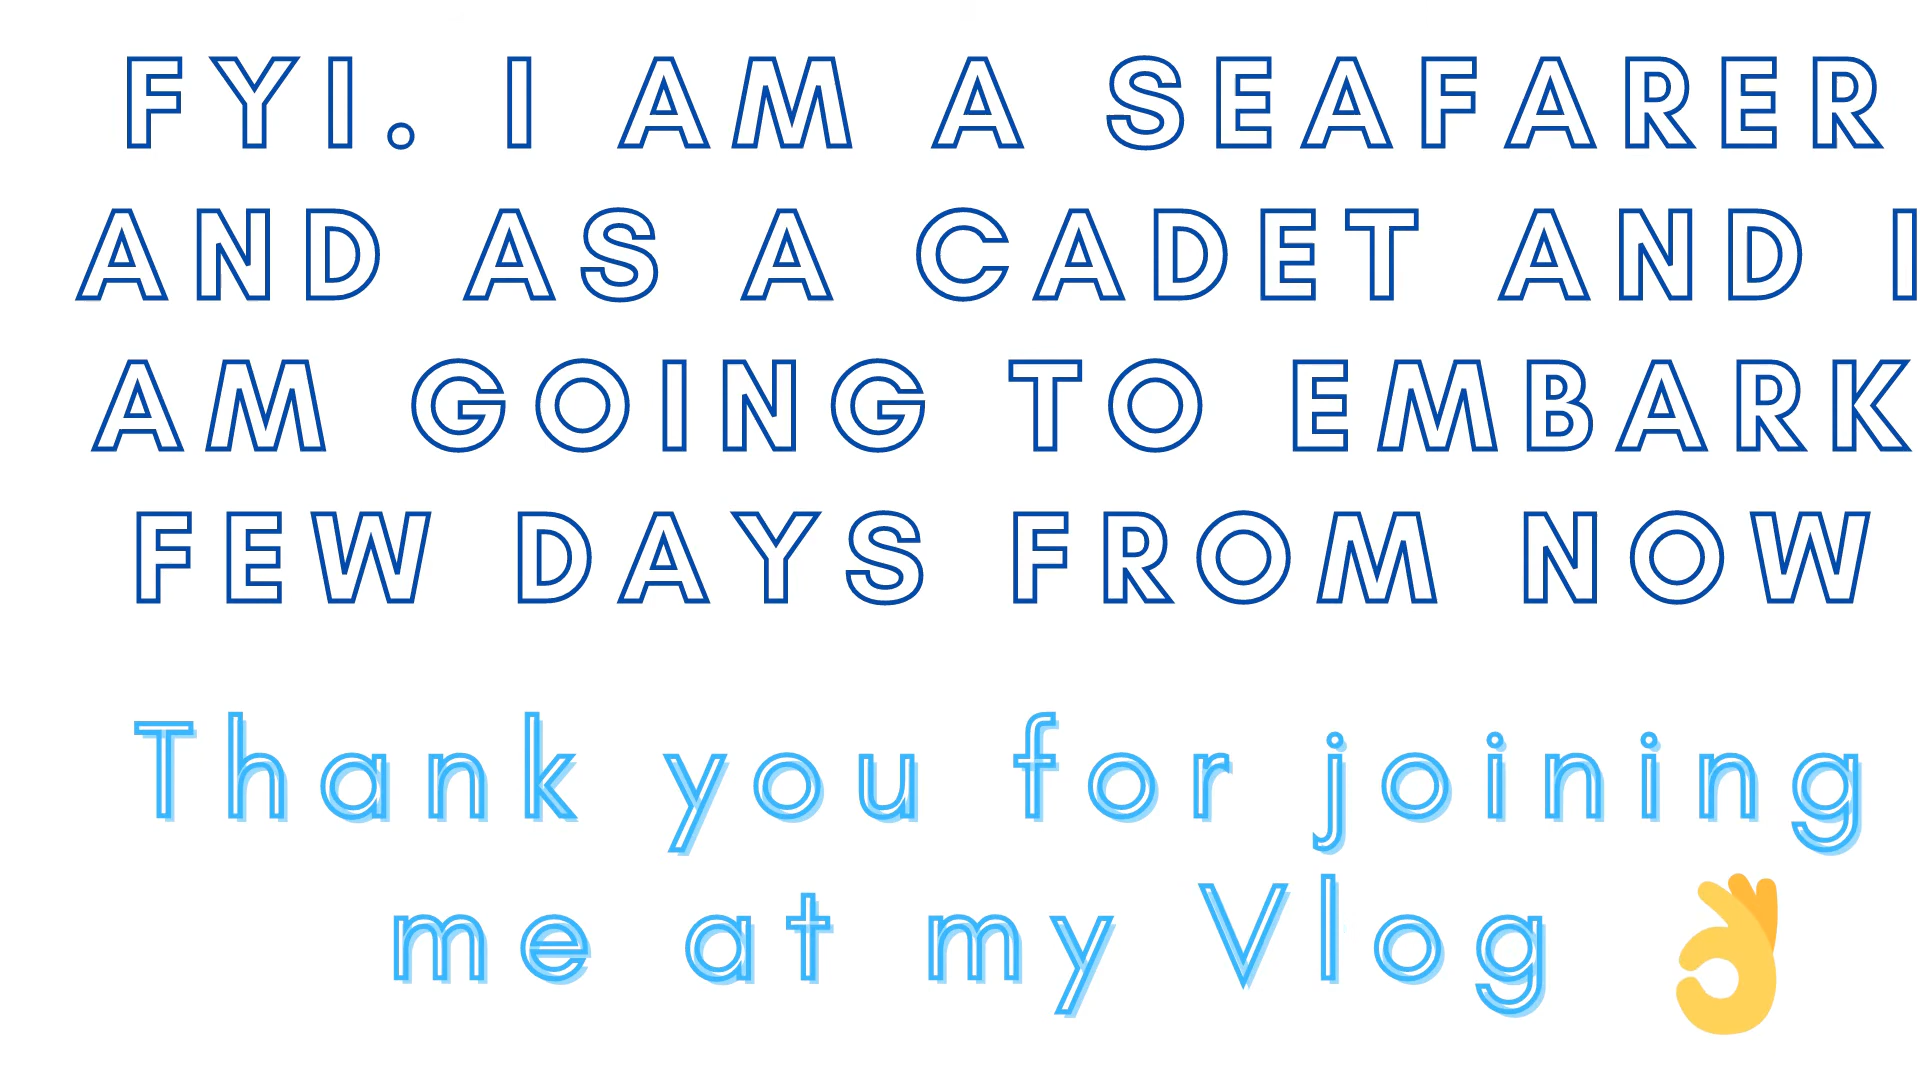 FYI. I AM A SEAFARER
AND AS A CADET AND I
AM GOING TO EMBARK
FEW DAYS FROM NOW
Thank you for joining
me at my Vlog 👌